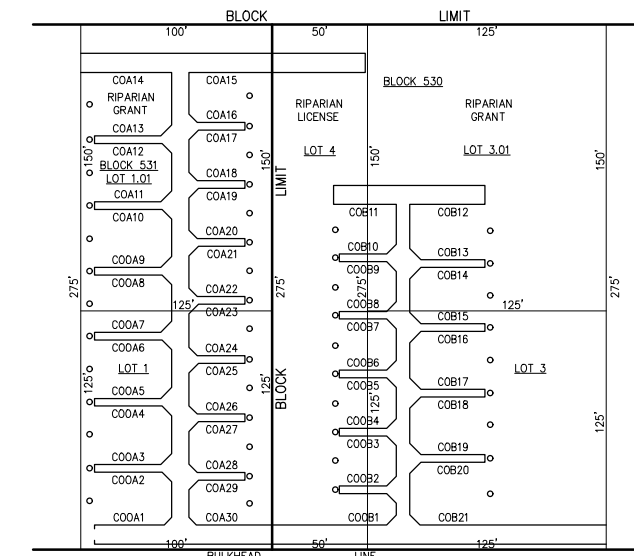 BLOCK LIMIT
100' 50' 125'
BLOCK 530
COA14 COA15
RIPARIAN
GRANT
RIPARIAN
LICENSE
RIPARIAN
GRANT
COA16
COA13 COA17
LOT 4 LOT 3.01
COA12
150' 150' 150' 150'
BLOCK 531
LOT 1.01
COA18
LIMIT
COA11 COA19
COA10 COB11 COB12
COA20
COB10 COB13
COA21
COOA9 COOB9 COB14
COOA8 COA22
275' 275' 275' 275'
125' 125'
COOB8 COB15
COA23
COOA7 COOB7
COOA6 COA24 COB16
LOT 1 COA25 COOB6 LOT 3
COOB5 COB17
125' 125' 125' 125'
BLOCK
COOA5 COB18
COOA4 COA26
COOB4
COA27 COOB3
COB19
COOA3 COA28 COB20
COOA2 COOB2
COA29
COOA1 COA30 COOB1 COB21
100' 50' 125'
BULKHEAD LINE